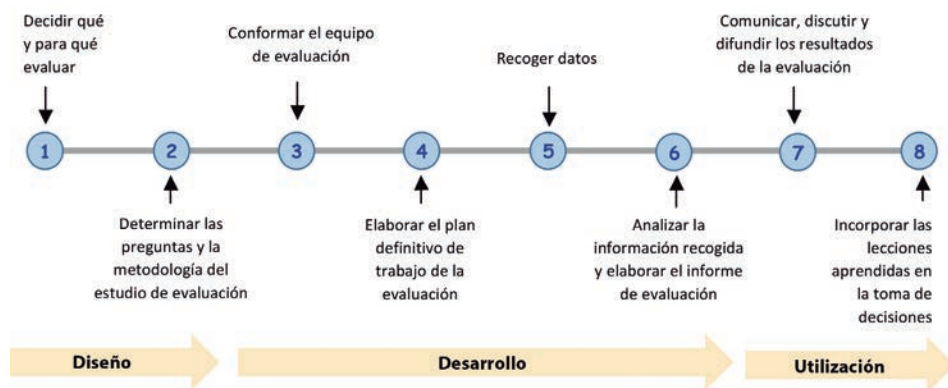 Decidir qué
y para qué
evaluar
Conformar el equipo
de evaluación
Recoger datos
Comunicar, discutir y
difundir los resultados
de la evaluación
1
2
3
4
5
6
7
8
Determinar las
preguntas y la
metodología del
estudio de evaluación
Elaborar el plan
definitivo de
trabajo de la
evaluación
Analizar la
información recogida
y elaborar el informe
de evaluación
Incorporar las
lecciones
aprendidas en
la toma de
decisiones
Diseño
Desarrollo
Utilización